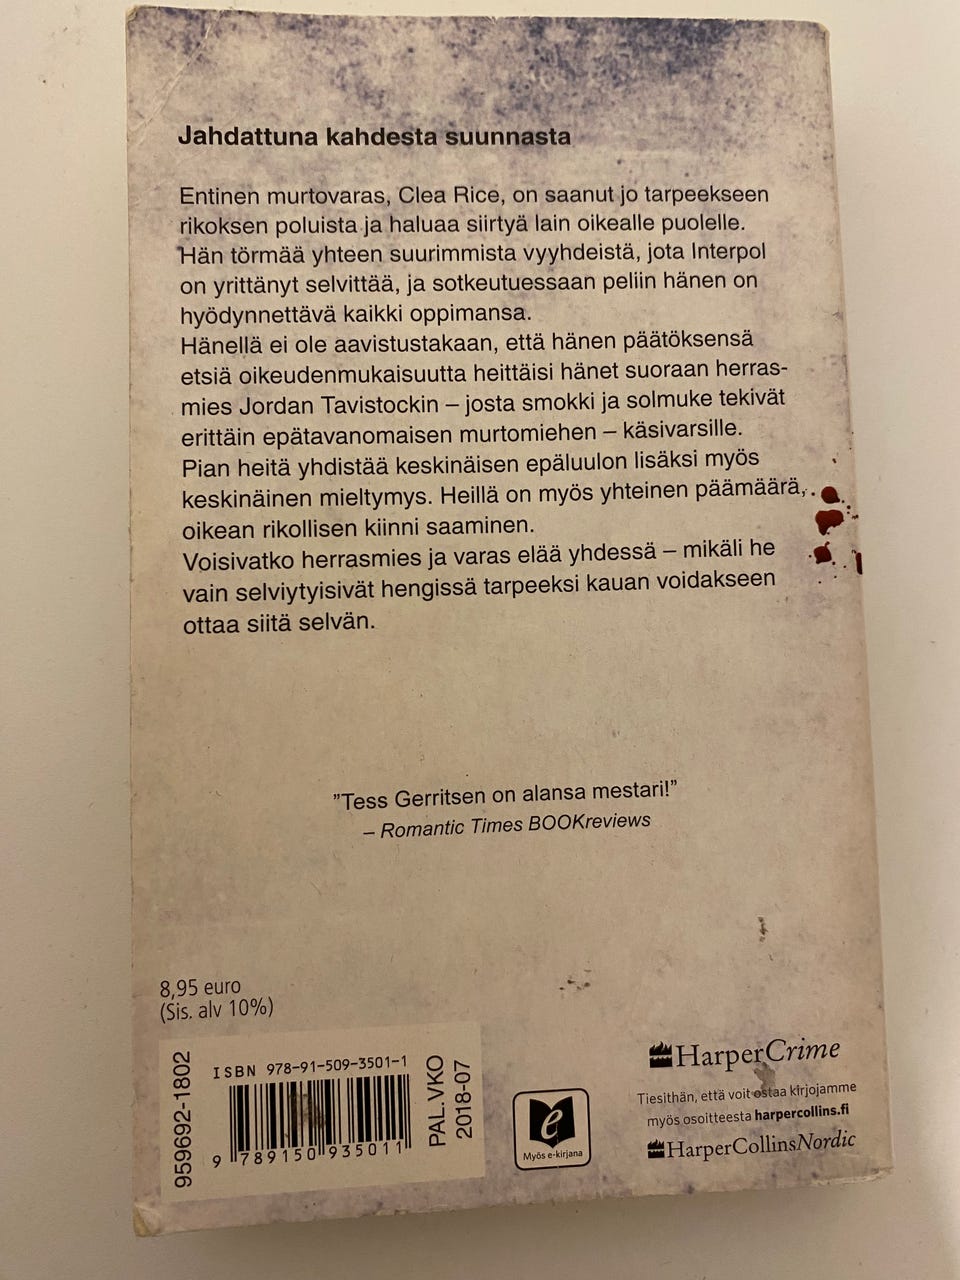 Jahdattuna kahdesta suunnasta
Entinen murtovaras, Clea Rice, on saanut jo tarpeekseen
rikoksen poluista ja haluaa siirtyä lain oikealle puolelle.
Hän törmää yhteen suurimmista vyyhdeistä, jota Interpol
on yrittänyt selvittää, ja sotkeutuessaan peliin hänen on
hyödynnettävä kaikki oppimansa.
Hänellä ei ole aavistustakaan, että hänen päätöksensä
etsiä oikeudenmukaisuutta heittäisi hänet suoraan herras-
mies Jordan Tavistockin – josta smokki ja solmuke tekivät
erittäin epätavanomaisen murtomiehen – käsivarsille.
Pian heitä yhdistää keskinäisen epäluulon lisäksi myös
keskinäinen mieltymys. Heillä on myös yhteinen päämäärä,
oikean rikollisen kiinni saaminen.
Voisivatko herrasmies ja varas elää yhdessä – mikäli he
vain selviytyisivät hengissä tarpeeksi kauan voidakseen
ottaa siitä selvän.
"Tess Gerritsen on alansa mestari!"
– Romantic Times BOOKreviews
8,95 euro
(Sis. alv 10%)
959692-1802
ISBN 978-91-509-3501-1
9 789150 935011
PAL.VKO
2018-07
e
Myös e-kirjana
HarperCrime
Tiesithän, että voit ostaa kirjojamme
myös osoitteesta harpercollins.fi
HarperCollinsNordic